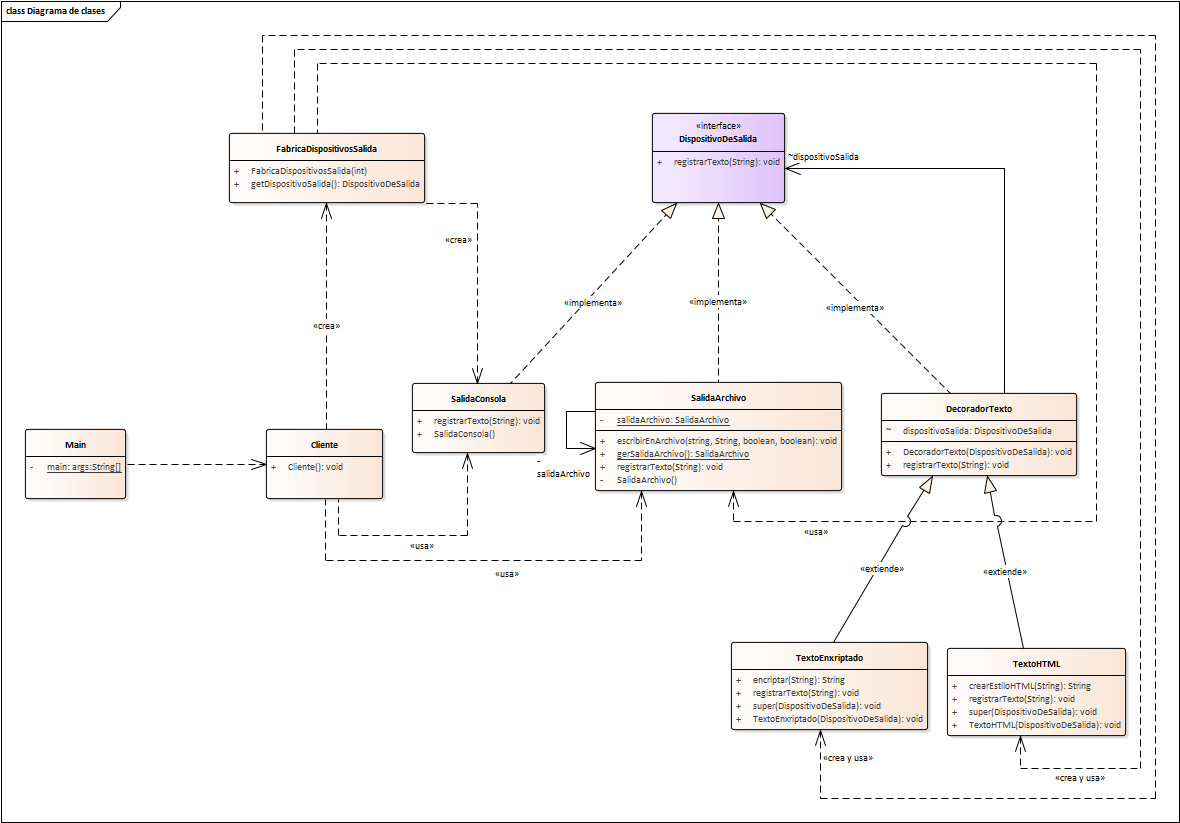 class Diagrama de clases
FabricaDispositivosSalida
+ FabricaDispositivosSalida(int)
+ getDispositivoSalida(): DispositivoDeSalida
«interface»
DispositivoDeSalida
+ registrarTexto(String): void
~dispositivoSalida
«crea»
«crea»
«implementa»
«implementa»
«implementa»
Main
- main: args:String[]
Cliente
+ Cliente(): void
SalidaConsola
+ registrarTexto(String): void
+ SalidaConsola()
SalidaArchivo
- salidaArchivo: SalidaArchivo
+ escribirEnArchivo(string, String, boolean, boolean): void
+ gerSalidaArchivo(): SalidaArchivo
+ registrarTexto(String): void
- SalidaArchivo()
-
salidaArchivo
DecoradorTexto
~ dispositivoSalida: DispositivoDeSalida
+ DecoradorTexto(DispositivoDeSalida): void
+ registrarTexto(String): void
«usa»
«usa»
«usa»
«extiende»
«extiende»
TextoEnxriptado
+ encriptar(String): String
+ registrarTexto(String): void
+ super(DispositivoDeSalida): void
+ TextoEnxriptado(DispositivoDeSalida): void
TextoHTML
+ crearEstiloHTML(String): String
+ registrarTexto(String): void
+ super(DispositivoDeSalida): void
+ TextoHTML(DispositivoDeSalida): void
«crea y usa»
«crea y usa»